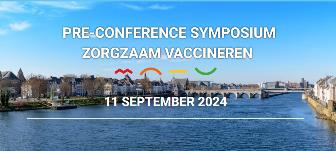 PRE-CONFERENCE SYMPOSIUM
ZORGZAAM VACCINEREN
11 SEPTEMBER 2024